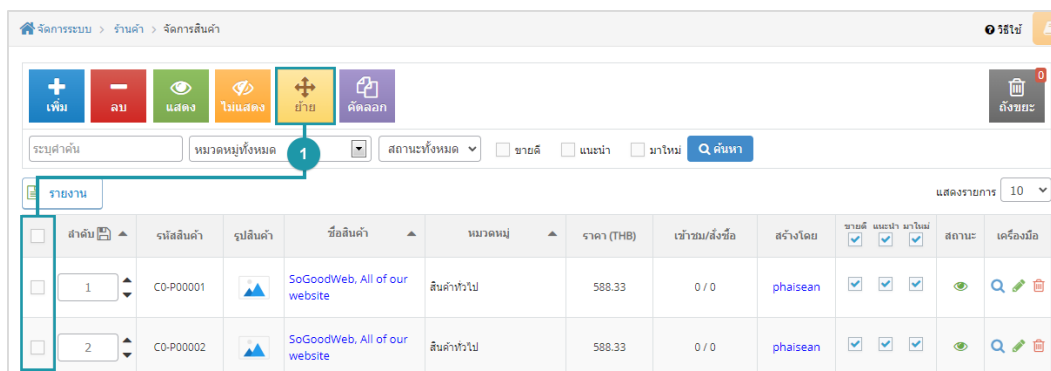 จัดการระบบ > ร้านค้า > จัดการสินค้า
วิธีใช้
เพิ่ม ลบ แสดง ไม่แสดง ย้าย คัดลอก
0
ถังขยะ
ระบุคำค้น หมวดหมู่ทั้งหมด 1 สถานะทั้งหมด ขายดี แนะนำ มาใหม่ ค้นหา
รายงาน แสดงรายการ 10
ลำดับ รหัสสินค้า รูปสินค้า ชื่อสินค้า หมวดหมู่ ราคา (THB) เข้าชม/สั่งซื้อ สร้างโดย ขายดี แนะนำ มาใหม่ สถานะ เครื่องมือ
1 C0-P00001 SoGoodWeb, All of our
website สินค้าทั่วไป 588.33 0 / 0 phaisean
2 C0-P00002 SoGoodWeb, All of our
website สินค้าทั่วไป 588.33 0 / 0 phaisean